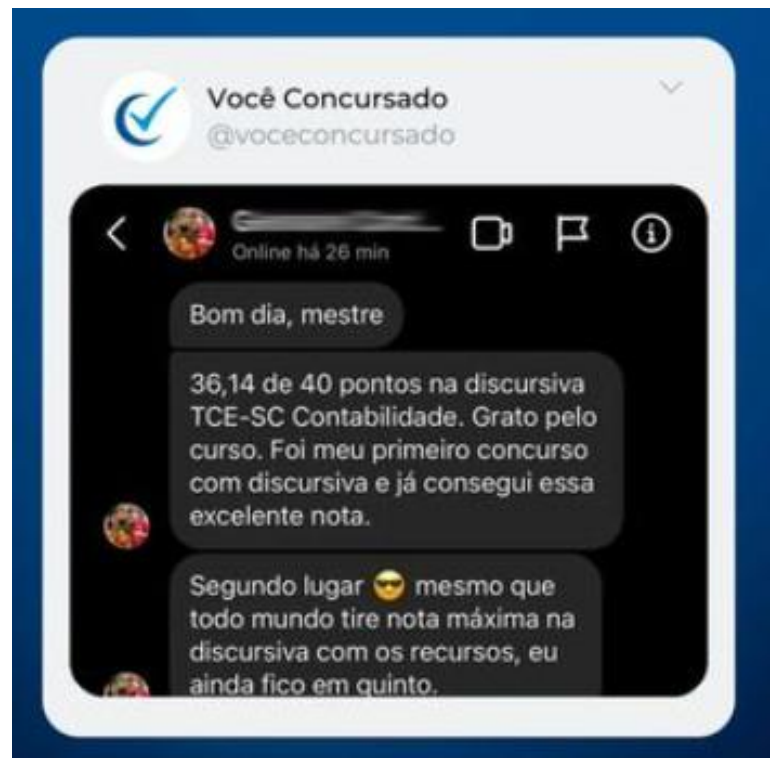 Você Concursado
@voceconcursado
Online há 26 min
Bom dia, mestre
36,14 de 40 pontos na discursiva
TCE-SC Contabilidade. Grato pelo
curso. Foi meu primeiro concurso
com discursiva e já consegui essa
excelente nota.
Segundo lugar 😎 mesmo que
todo mundo tire nota máxima na
discursiva com os recursos, eu
ainda fico em quinto.